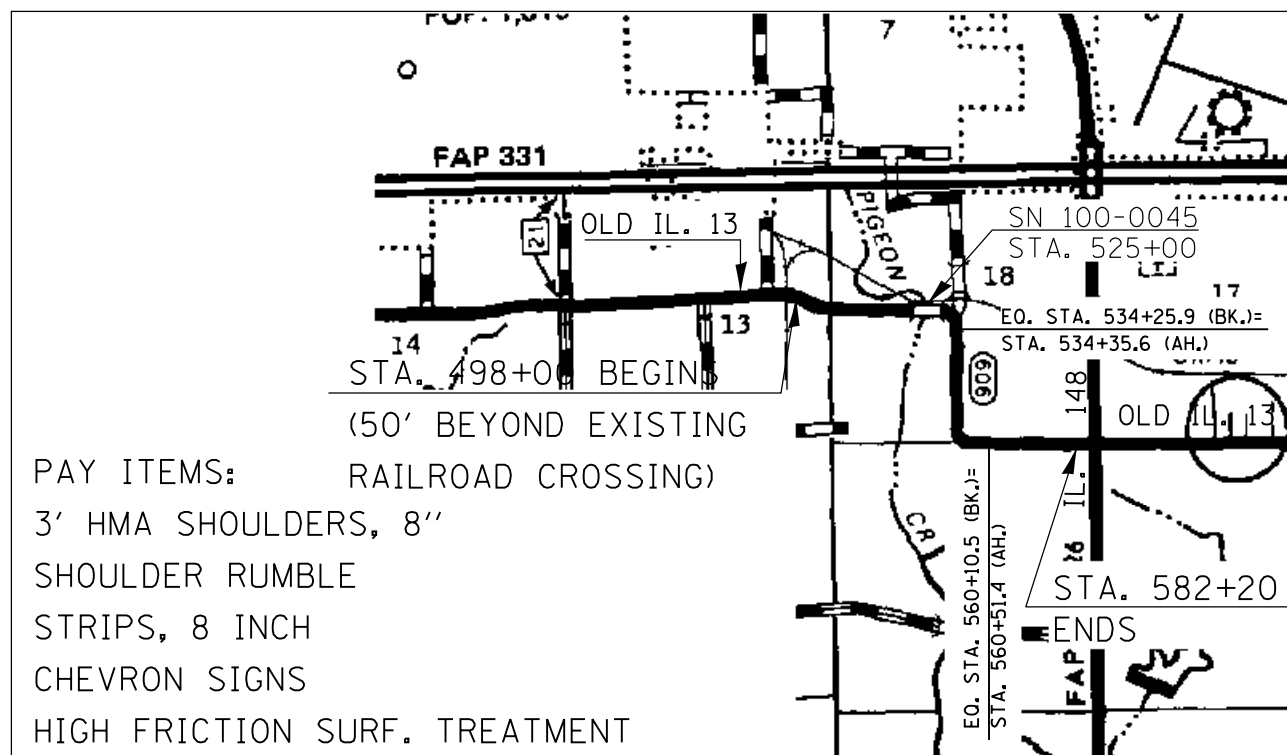 7
FAP 331
PIGEON
21
OLD IL. 13
SN 100-0045
STA. 525+00
18
17
EQ. STA. 534+25.9 (BK.)=
STA. 534+35.6 (AH.)
14
13
STA. 498+00 BEGINS
(50' BEYOND EXISTING
RAILROAD CROSSING)
909
IL. 148
OLD IL. 13
CR
EQ. STA. 560+10.5 (BK.)=
STA. 560+51.4 (AH.)
FAP
STA. 582+20
ENDS
PAY ITEMS:
3' HMA SHOULDERS, 8''
SHOULDER RUMBLE
STRIPS, 8 INCH
CHEVRON SIGNS
HIGH FRICTION SURF. TREATMENT